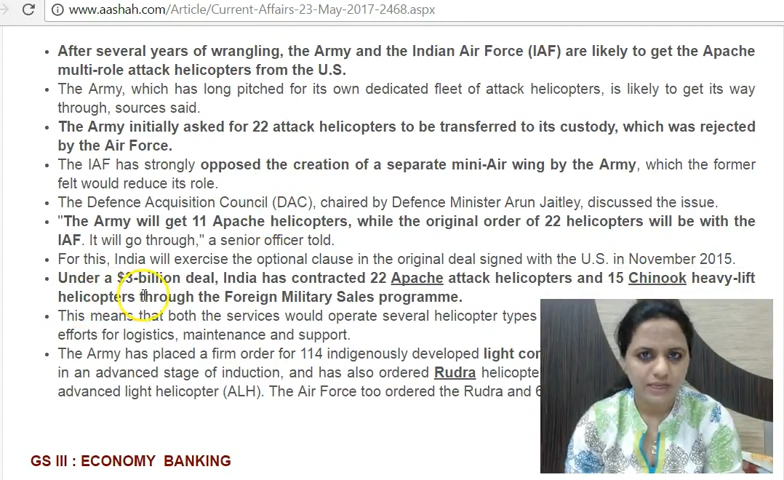 www.aashah.com/Article/Current-Affairs-23-May-2017-2468.aspx
After several years of wrangling, the Army and the Indian Air Force (IAF) are likely to get the Apache
multi-role attack helicopters from the U.S.
The Army, which has long pitched for its own dedicated fleet of attack helicopters, is likely to get its way
through, sources said.
The Army initially asked for 22 attack helicopters to be transferred to its custody, which was rejected
by the Air Force.
The IAF has strongly opposed the creation of a separate mini-Air wing by the Army, which the former
felt would reduce its role.
The Defence Acquisition Council (DAC), chaired by Defence Minister Arun Jaitley, discussed the issue.
"The Army will get 11 Apache helicopters, while the original order of 22 helicopters will be with the
IAF. It will go through," a senior officer told.
For this, India will exercise the optional clause in the original deal signed with the U.S. in November 2015.
Under a $3-billion deal, India has contracted 22 Apache attack helicopters and 15 Chinook heavy-lift
helicopters through the Foreign Military Sales programme.
This means that both the services would operate several helicopter types
efforts for logistics, maintenance and support.
The Army has placed a firm order for 114 indigenously developed light
in an advanced stage of induction, and has also ordered Rudra
advanced light helicopter (ALH). The Air Force too ordered the Rudra and
GS III : ECONOMY BANKING